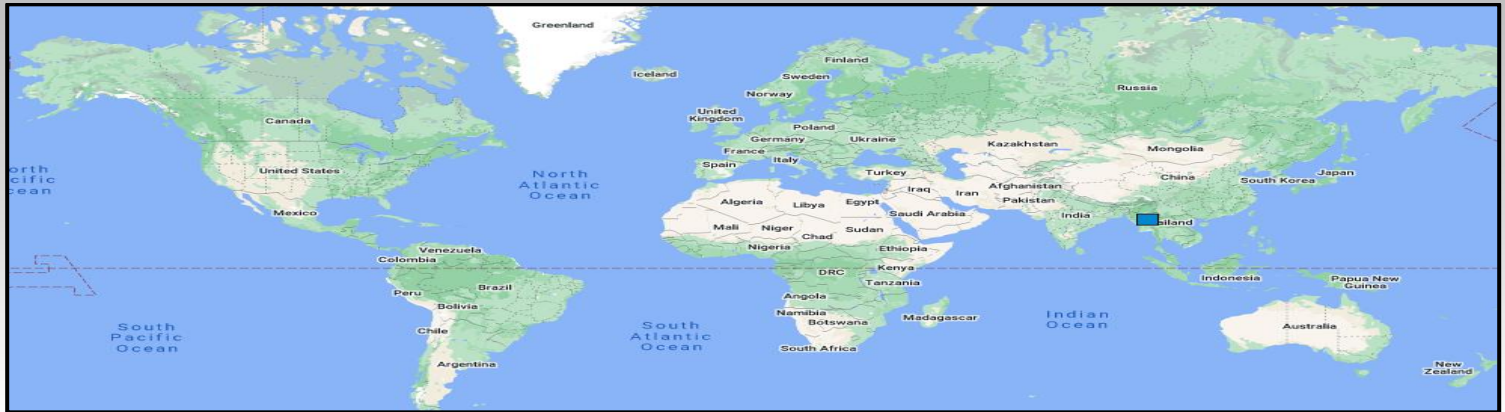 Greenland
Iceland
Finland
Sweden
Norway
Russia
United
Kingdom
Canada
Poland
Germany
Ukraine
France
Kazakhstan
Mongolia
Italy
Spain
United States
North
Atlantic
Ocean
orth
cific
cean
Turkey
China
Japan
South Korea
Iraq
Iran
Afghanistan
Pakistan
Algeria
Libya
Egypt
Saudi Arabia
India
ailand
Mexico
Mali
Niger
Chad
Sudan
Nigeria
Ethiopia
Venezuela
Colombia
DRC
Kenya
Tanzania
Indonesia
Papua New
Guinea
Peru
Brazil
Bolivia
Angola
Namibia
Botswana
Madagascar
South Africa
Indian
Ocean
Australia
South
Pacific
Ocean
Chile
Argentina
South
Atlantic
Ocean
New
Zealand